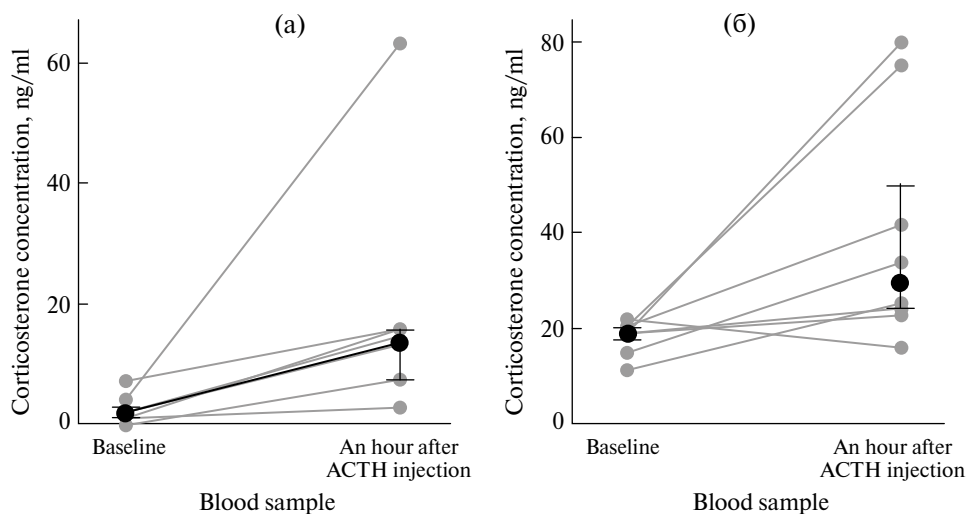 (а)
Corticosterone concentration, ng/ml
60
40
20
0
Baseline
An hour after
ACTH injection
Blood sample
(б)
Corticosterone concentration, ng/ml
80
60
40
20
0
Baseline
An hour after
ACTH injection
Blood sample